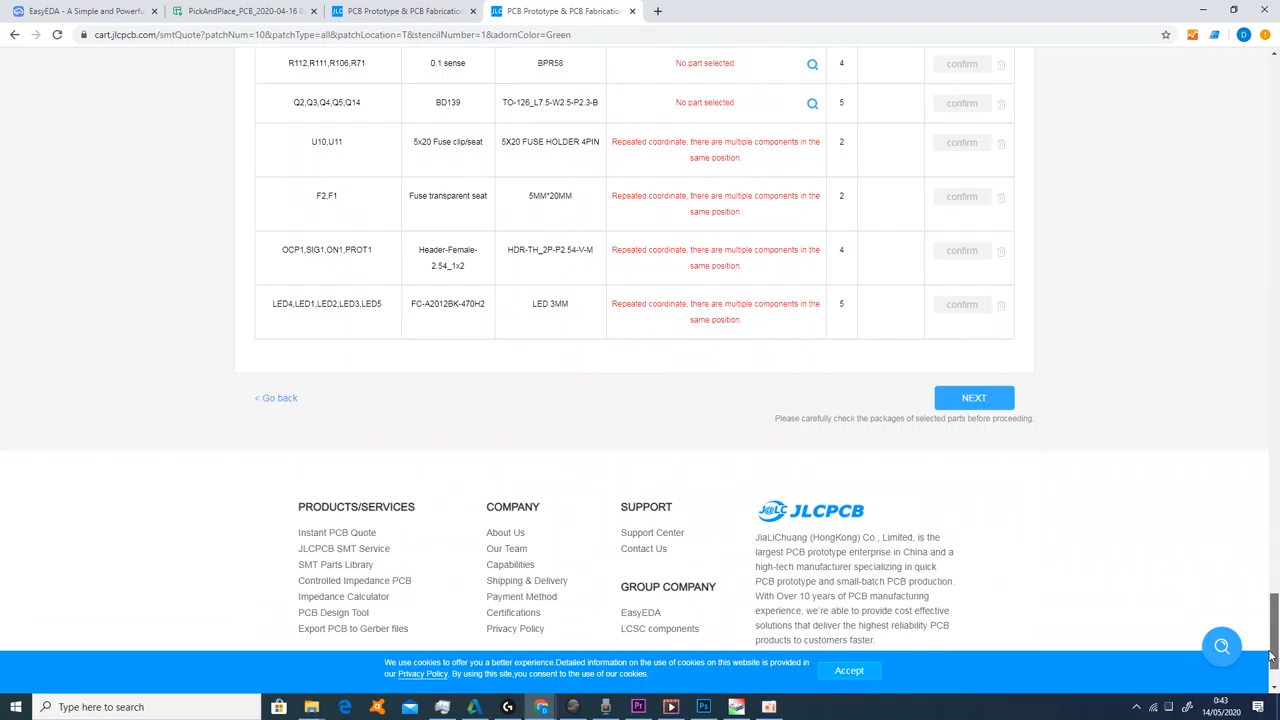 EasyEDA - A Simple and Powerful
PickAndPlace_PCB_2020-04-16 0
PCB Prototype & PCB Fabrication
PCB Prototype & PCB Fabrication
cart.jlcpcb.com/smtQuote?patchNum=10&patchType=all&patchLocation=T&stencilNumber=1&adornColor=Green
D
R112,R111,R106,R71 0.1 sense BPR58 No part selected 4 confirm
Q2,Q3,Q4,Q5,Q14 BD139 TO-126_L7.5-W2.5-P2.3-B No part selected 5 confirm
U10,U11 5x20 Fuse clip/seat 5X20 FUSE HOLDER 4PIN Repeated coordinate, there are multiple components in the 2 confirm
same position.
F2,F1 Fuse transparent seat 5MM*20MM Repeated coordinate, there are multiple components in the 2 confirm
same position.
OCP1,SIG1,ON1,PROT1 Header-Female- HDR-TH_2P-P2.54-V-M Repeated coordinate, there are multiple components in the 4 confirm
2.54_1x2 same position.
LED4,LED1,LED2,LED3,LED5 FC-A2012BK-470H2 LED 3MM Repeated coordinate, there are multiple components in the 5 confirm
same position.
< Go back NEXT
Please carefully check the packages of selected parts before proceeding.
PRODUCTS/SERVICES
Instant PCB Quote
JLCPCB SMT Service
SMT Parts Library
Controlled Impedance PCB
Impedance Calculator
PCB Design Tool
Export PCB to Gerber files
COMPANY
About Us
Our Team
Capabilities
Shipping & Delivery
Payment Method
Certifications
Privacy Policy
SUPPORT
Support Center
Contact Us
GROUP COMPANY
EasyEDA
LCSC components
J@LC JLCPCB
JiaLiChuang (HongKong) Co., Limited, is the
largest PCB prototype enterprise in China and a
high-tech manufacturer specializing in quick
PCB prototype and small-batch PCB production.
With Over 10 years of PCB manufacturing
experience, we're able to provide cost effective
solutions that deliver the highest reliability PCB
products to customers faster.
We use cookies to offer you a better experience.Detailed information on the use of cookies on this website is provided in
our Privacy Policy. By using this site,you consent to the use of our cookies.
Accept
Type here to search
0:43
14/05/2020